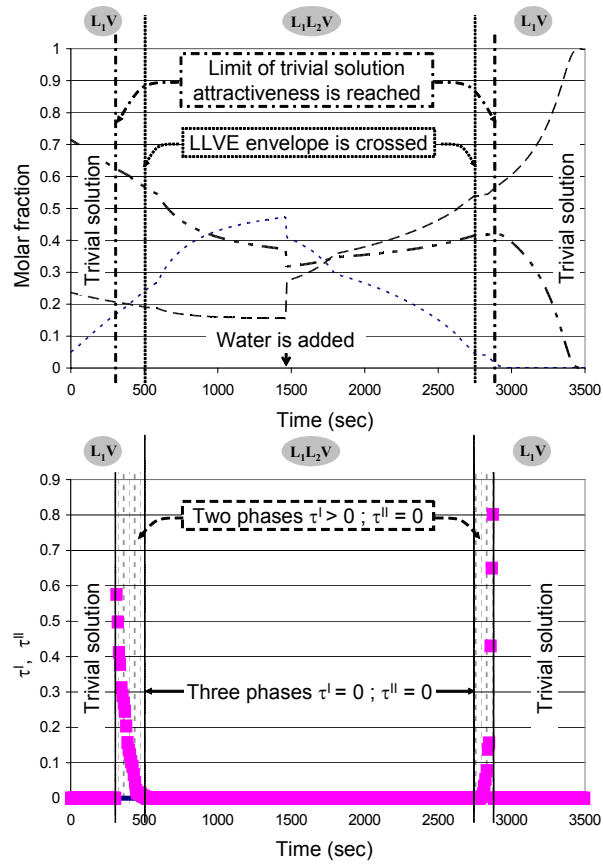 L₁V L₁L₂V L₁V
1
0.9
0.8
0.7
0.6
0.5
0.4
0.3
0.2
0.1
0
Molar fraction
Limit of trivial solution
attractiveness is reached
LLVE envelope is crossed
Trivial solution
Trivial solution
Water is added
0 500 1000 1500 2000 2500 3000 3500
Time (sec)
L₁V L₁L₂V L₁V
0.9
0.8
0.7
0.6
0.5
0.4
0.3
0.2
0.1
0
τᴵ, τᴵᴵ
Two phases τᴵ > 0 ; τᴵᴵ = 0
Trivial solution
Trivial solution
Three phases τᴵ = 0 ; τᴵᴵ = 0
0 500 1000 1500 2000 2500 3000 3500
Time (sec)